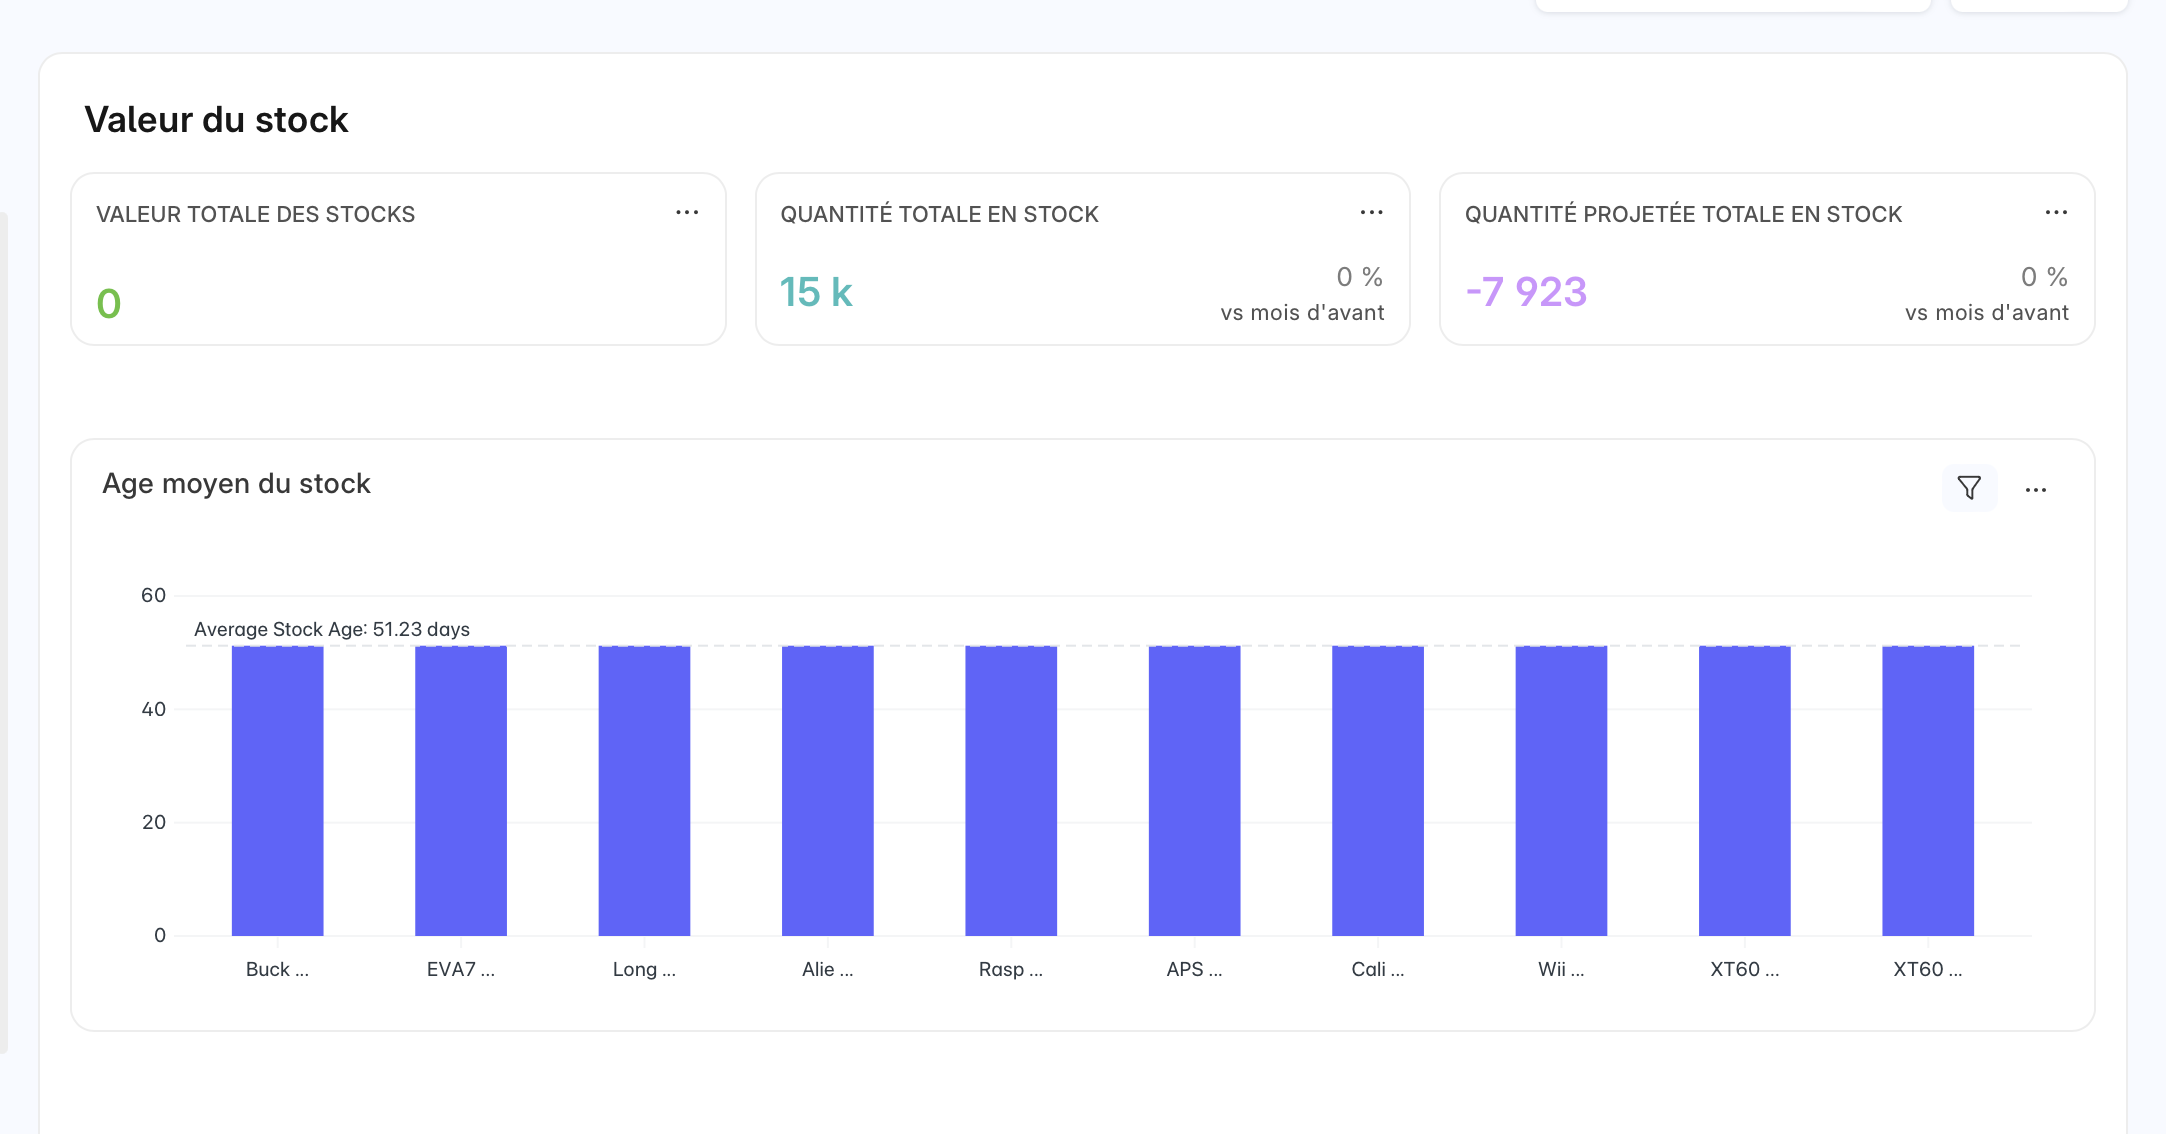 Valeur du stock
VALEUR TOTALE DES STOCKS
0
QUANTITÉ TOTALE EN STOCK
15 k
0 %
vs mois d'avant
QUANTITÉ PROJETÉE TOTALE EN STOCK
-7 923
0 %
vs mois d'avant
Age moyen du stock
60
Average Stock Age: 51.23 days
40
20
0
Buck ...
EVA7 ...
Long ...
Alie ...
Rasp ...
APS ...
Cali ...
Wii ...
XT60 ...
XT60 ...